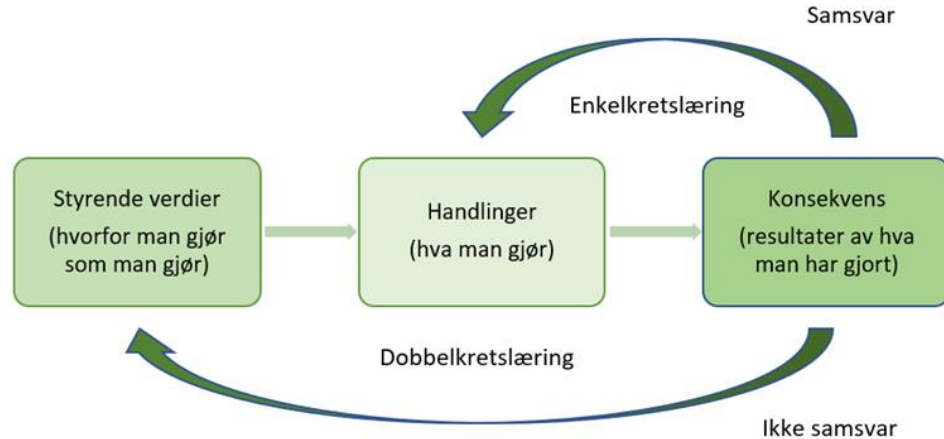 Samsvar
Enkelkretslæring
Styrende verdier
(hvorfor man gjør
som man gjør)
Handlinger
(hva man gjør)
Konsekvens
(resultater av hva
man har gjort)
Dobbelkretslæring
Ikke samsvar